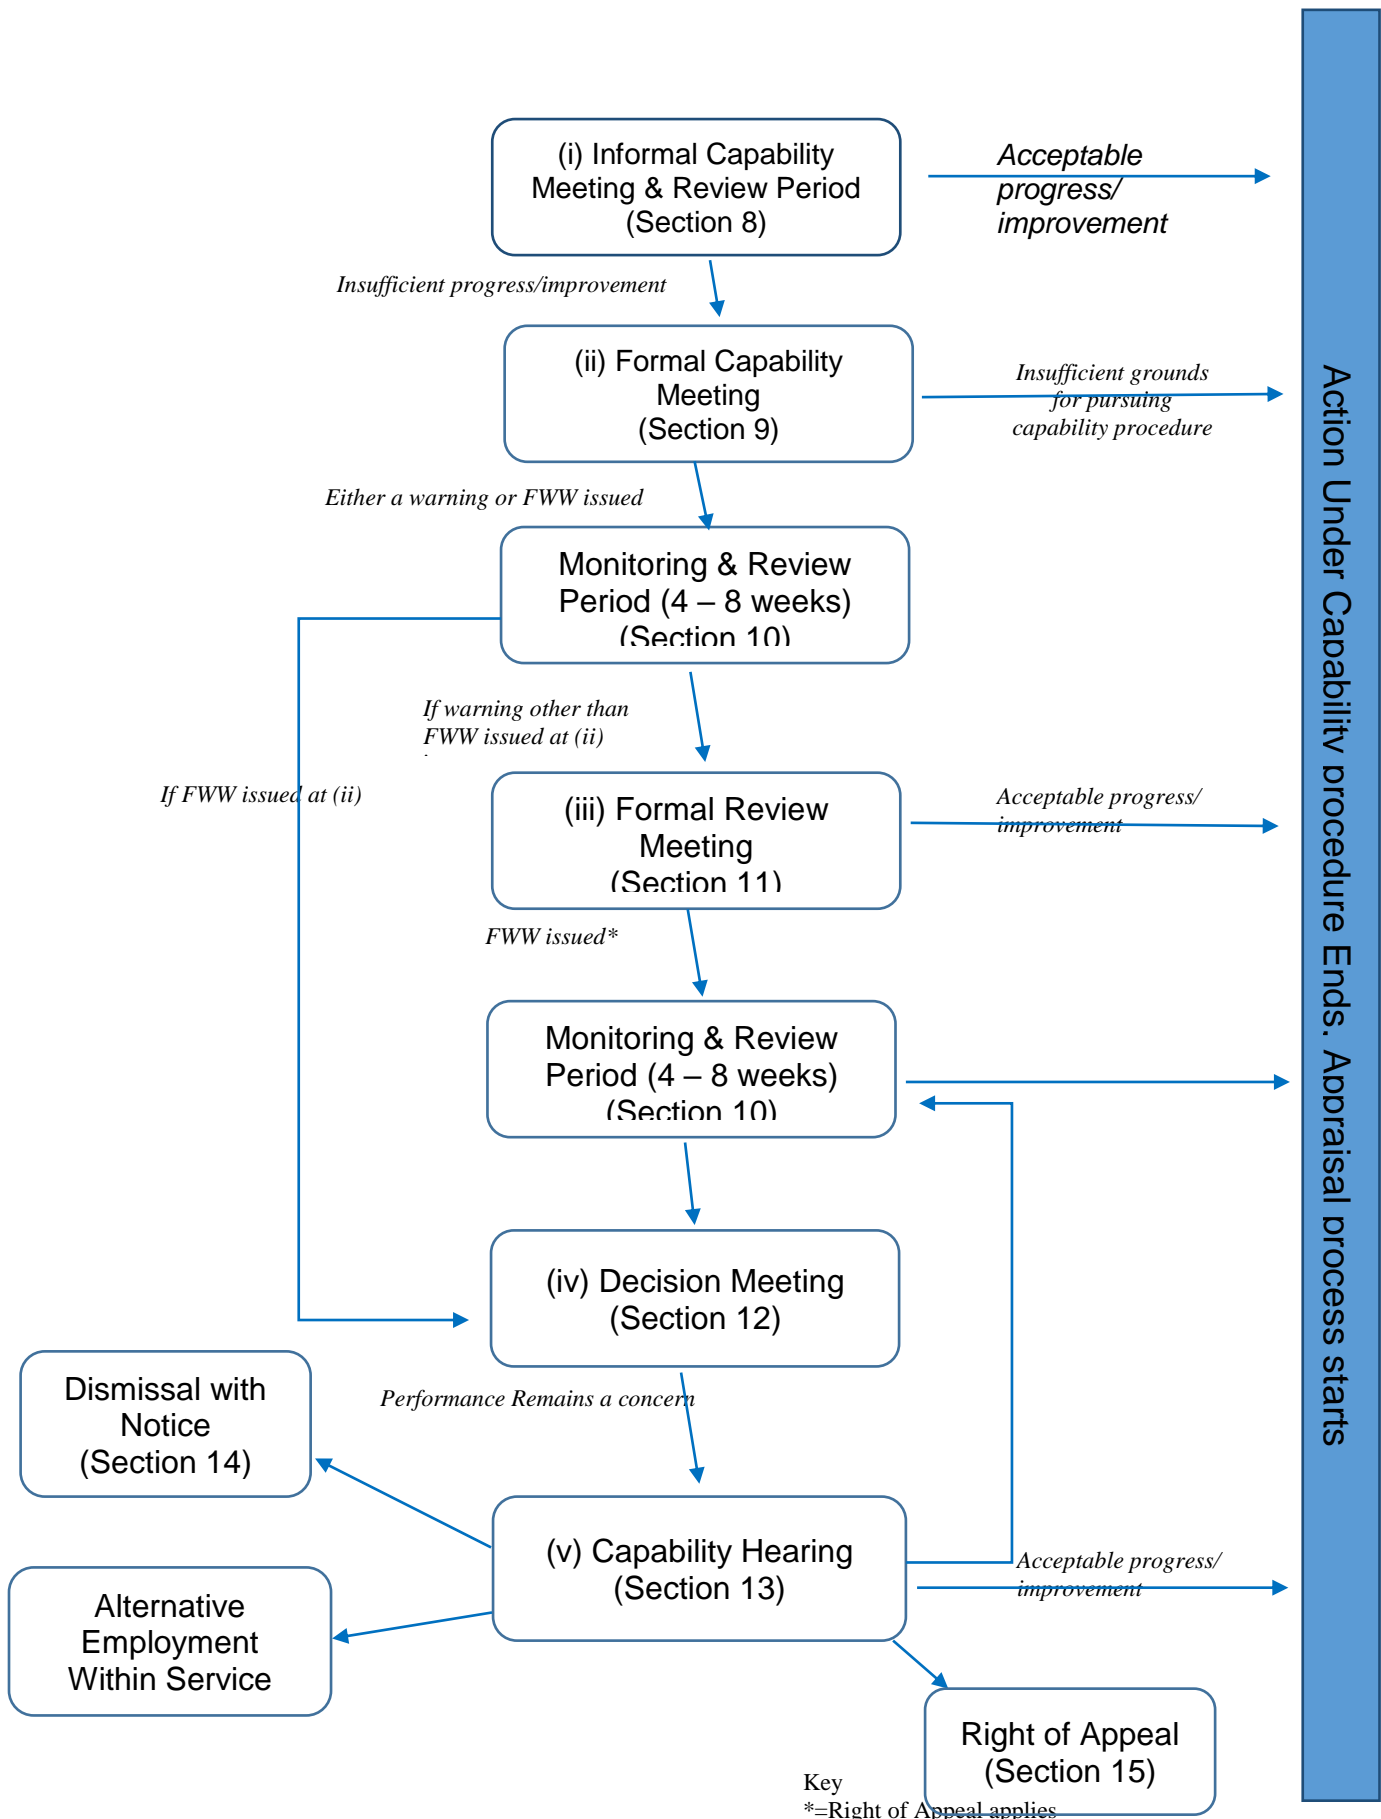 (i) Informal Capability
Meeting & Review Period
(Section 8)
Acceptable
progress/
improvement
Insufficient progress/improvement
(ii) Formal Capability
Meeting
(Section 9)
Insufficient grounds
for pursuing
capability procedure
Either a warning or FWW issued
Monitoring & Review
Period (4 – 8 weeks)
(Section 10)
If warning other than
FWW issued at (ii)
If FWW issued at (ii)
(iii) Formal Review
Meeting
(Section 11)
Acceptable progress/
improvement
FWW issued*
Monitoring & Review
Period (4 – 8 weeks)
(Section 10)
(iv) Decision Meeting
(Section 12)
Dismissal with
Notice
(Section 14)
Performance Remains a concern
(v) Capability Hearing
(Section 13)
Acceptable progress/
improvement
Alternative
Employment
Within Service
Right of Appeal
(Section 15)
Key
*=Right of Appeal applies
Action Under Capability procedure Ends. Appraisal process starts